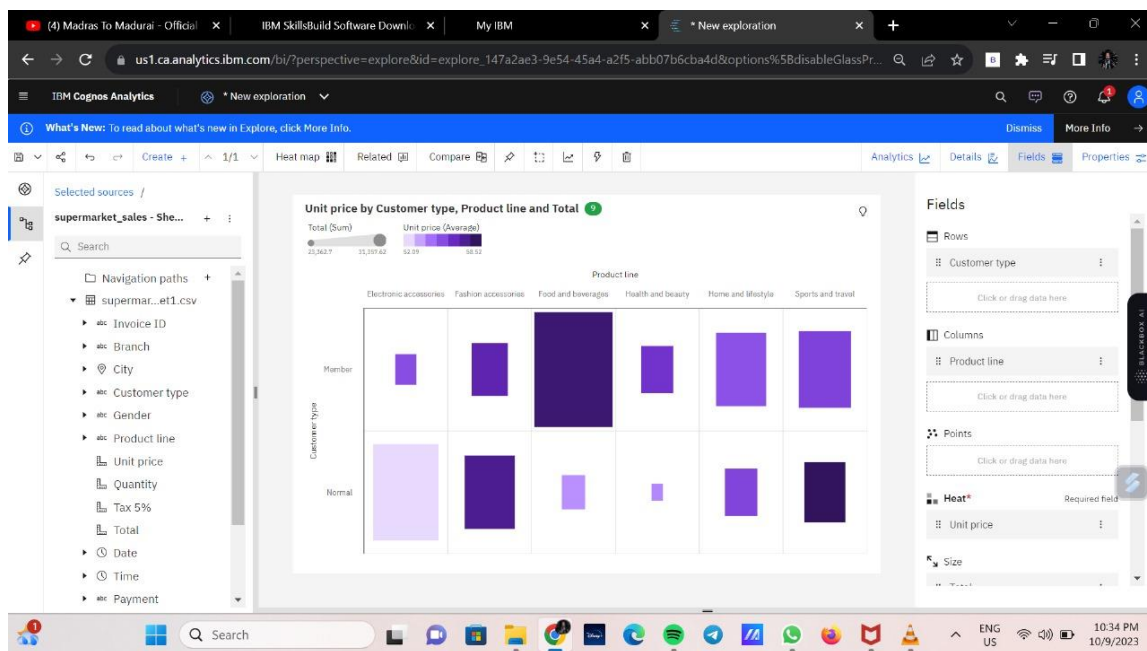 (4) Madras To Madurai - Official
IBM SkillsBuild Software Downlo
My IBM
* New exploration
us1.ca.analytics.ibm.com/bi/?perspective=explore&id=explore_147a2ae3-9e54-45a4-a2f5-abb07b6cba4d&options%5BdisableGlassPr...
IBM Cognos Analytics
* New exploration
What's New: To read about what's new in Explore, click More Info.
Dismiss
More Info
Create
1/1
Heat map
Related
Compare
Analytics
Details
Fields
Properties
Selected sources /
supermarket_sales - She...
Search
Navigation paths
supermar...et1.csv
abc Invoice ID
abc Branch
City
abc Customer type
abc Gender
abc Product line
Unit price
Quantity
Tax 5%
Total
Date
Time
abc Payment
Unit price by Customer type, Product line and Total 9
Total (Sum)
Unit price (Average)
Product line
Electronic accessories Fashion accessories Food and beverages Health and beauty Home and lifestyle Sports and travel
Customer type
Member
Normal
Fields
Rows
Customer type
Click or drag data here
Columns
Product line
Click or drag data here
Points
Click or drag data here
Heat*
Required field
Unit price
Size
BLACKBOX AI
Search
ENG
US
10:34 PM
10/9/2023